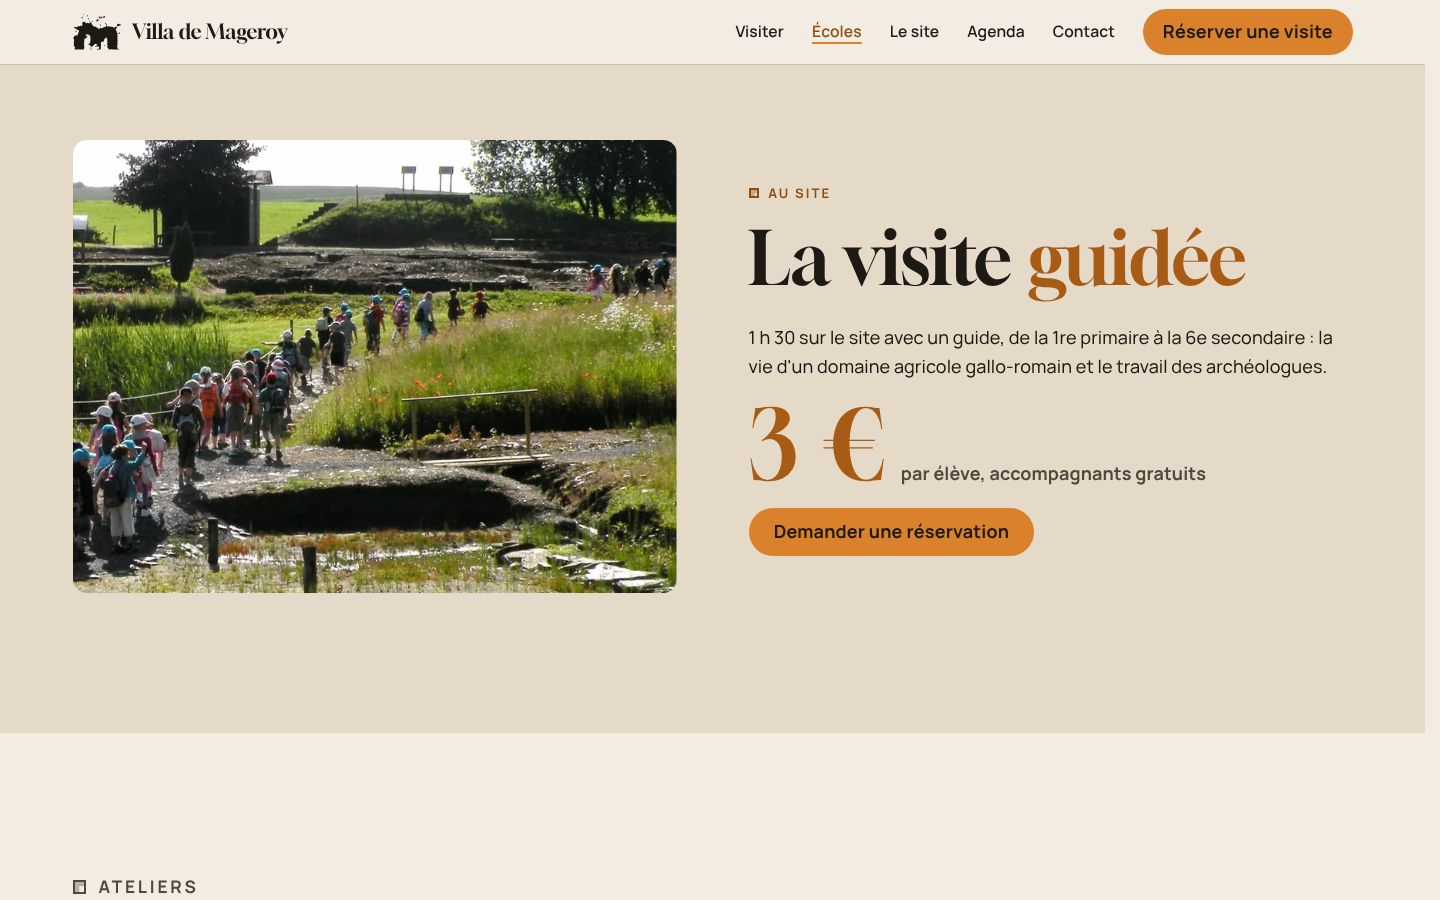 Villa de Mageroy
Visiter
Écoles
Le site
Agenda
Contact
Réserver une visite
AU SITE
La visite guidée
1 h 30 sur le site avec un guide, de la 1re primaire à la 6e secondaire : la
vie d'un domaine agricole gallo-romain et le travail des archéologues.
3 € par élève, accompagnants gratuits
Demander une réservation
ATELIERS